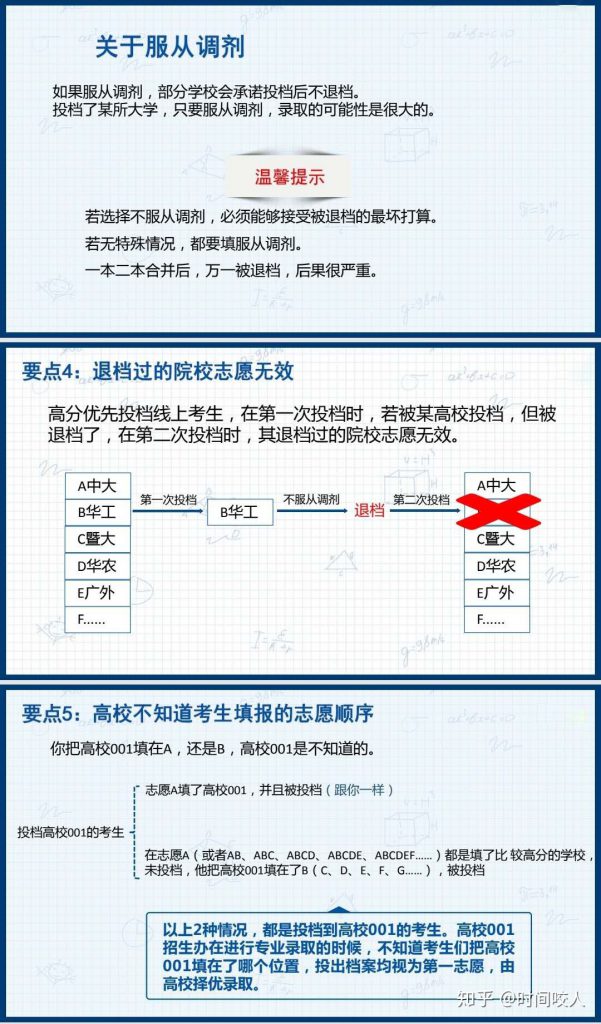 关于服从调剂
如果服从调剂，部分学校会承诺投档后不退档。
投档了某所大学，只要服从调剂，录取的可能性是很大的。
温馨提示
若选择不服从调剂，必须能够接受被退档的最坏打算。
若无特殊情况，都要填服从调剂。
一本二本合并后，万一被退档，后果很严重。
要点4：退档过的院校志愿无效
高分优先投档线上考生，在第一次投档时，若被某高校投档，但被
退档了，在第二次投档时，其退档过的院校志愿无效。
A中大
B华工
C暨大
D华农
E广外
F......
第一次投档
B华工
不服从调剂
退档
第二次投档
A中大
C暨大
D华农
E广外
F......
要点5：高校不知道考生填报的志愿顺序
你把高校001填在A，还是B，高校001是不知道的。
投档高校001的考生
志愿A填了高校001，并且被投档（跟你一样）
在志愿A（或者AB、ABC、ABCD、ABCDE、ABCDEF......）都是填了比 较高分的学校，
未投档，他把高校001填在了B（C、D、E、F、G......），被投档
以上2种情况，都是投档到高校001的考生。高校001
招生办在进行专业录取的时候，不知道考生们把高校
001填在了哪个位置，投出档案均视为第一志愿，由
高校择优录取。
知乎 @时间咬人